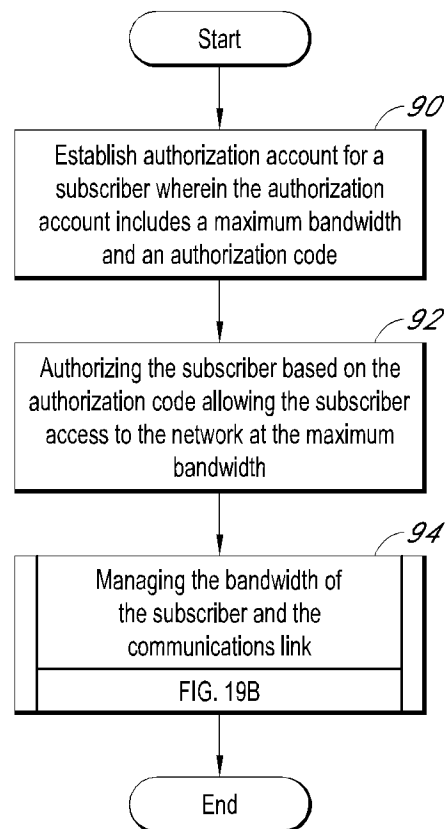 Start
90
Establish authorization account for a
subscriber wherein the authorization
account includes a maximum bandwidth
and an authorization code
92
Authorizing the subscriber based on the
authorization code allowing the subscriber
access to the network at the maximum
bandwidth
94
Managing the bandwidth of
the subscriber and the
communications link
FIG. 19B
End